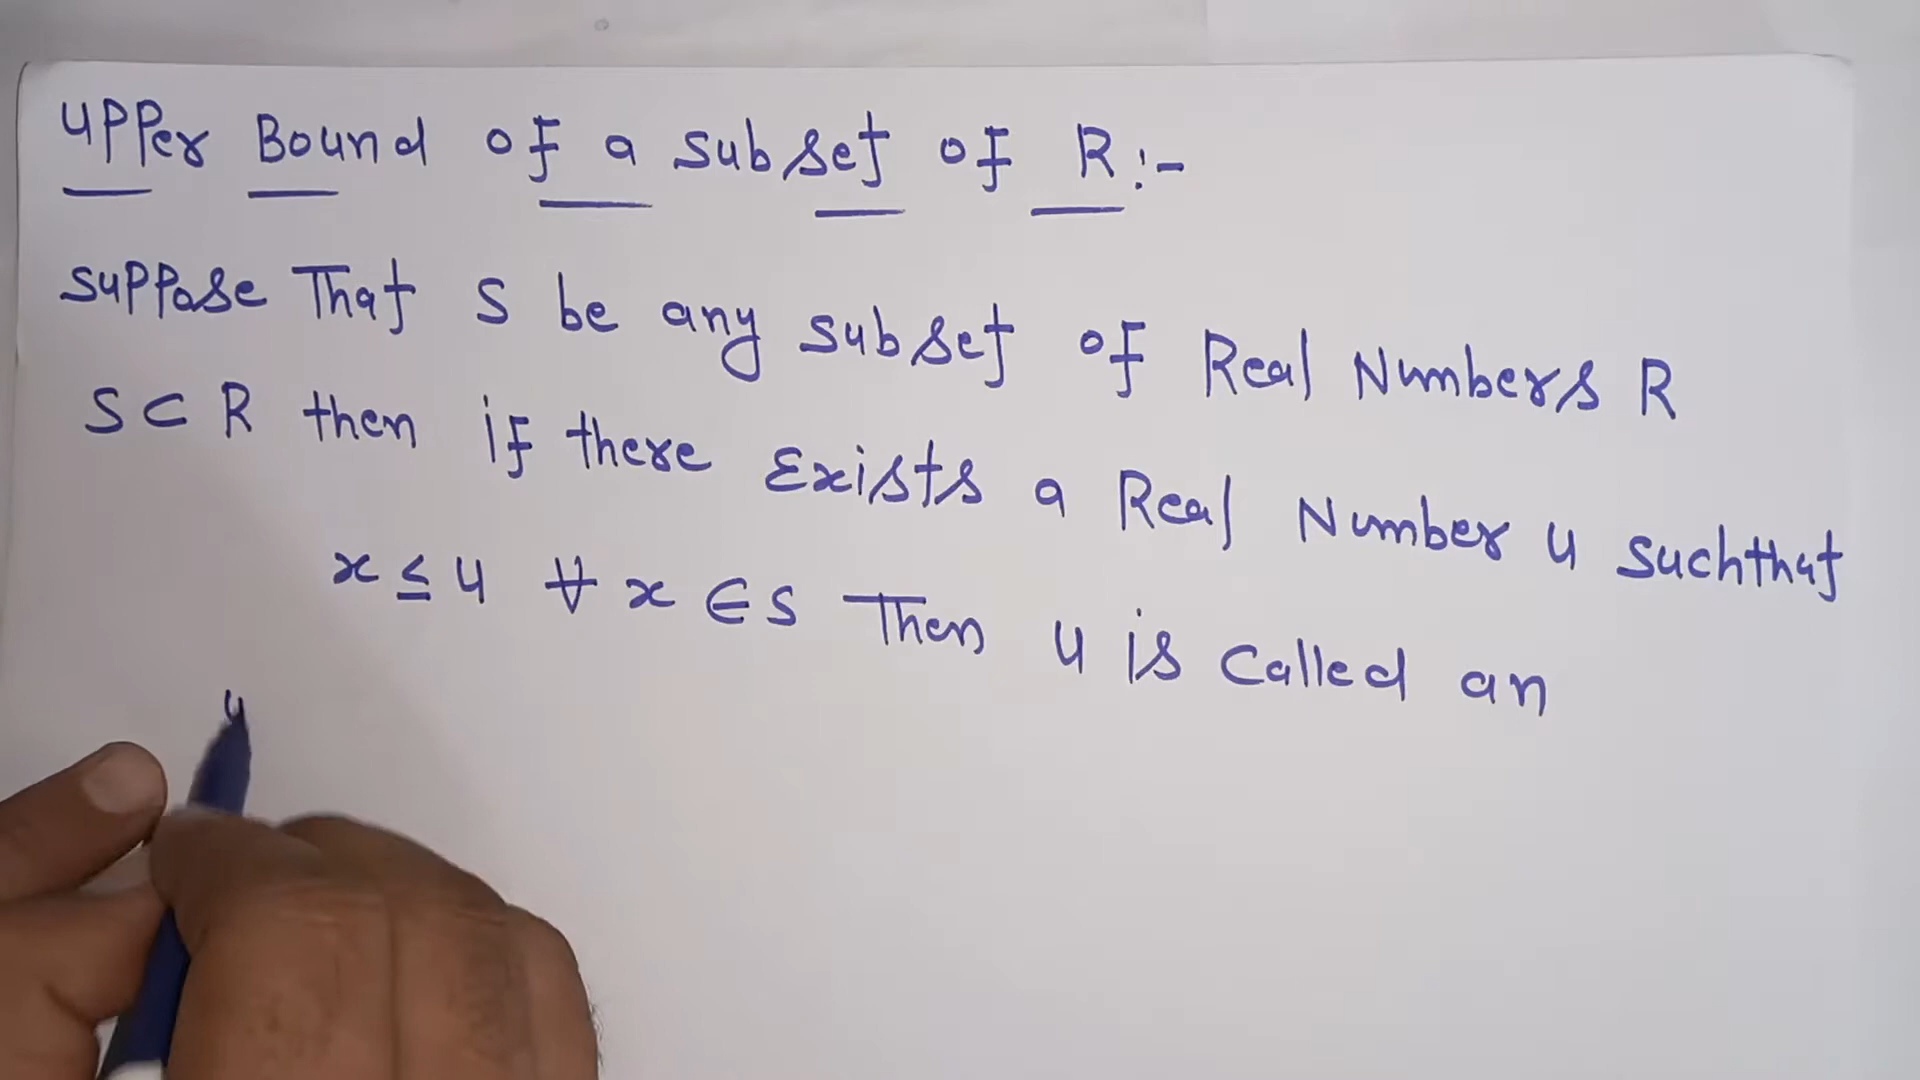 Upper Bound of a subset of R:-
Suppose That S be any subset of Real Numbers R
S ⊂ R then if there Exists a Real Number u suchthat
x ≤ u ∀ x ∈ S Then u is called an
u